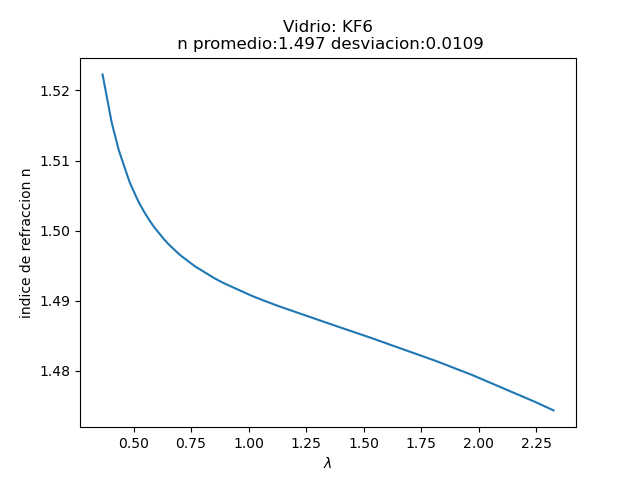 Vidrio: KF6
n promedio:1.497 desviacion:0.0109
1.52
1.51
1.50
1.49
1.48
indice de refraccion n
0.50 0.75 1.00 1.25 1.50 1.75 2.00 2.25
λ